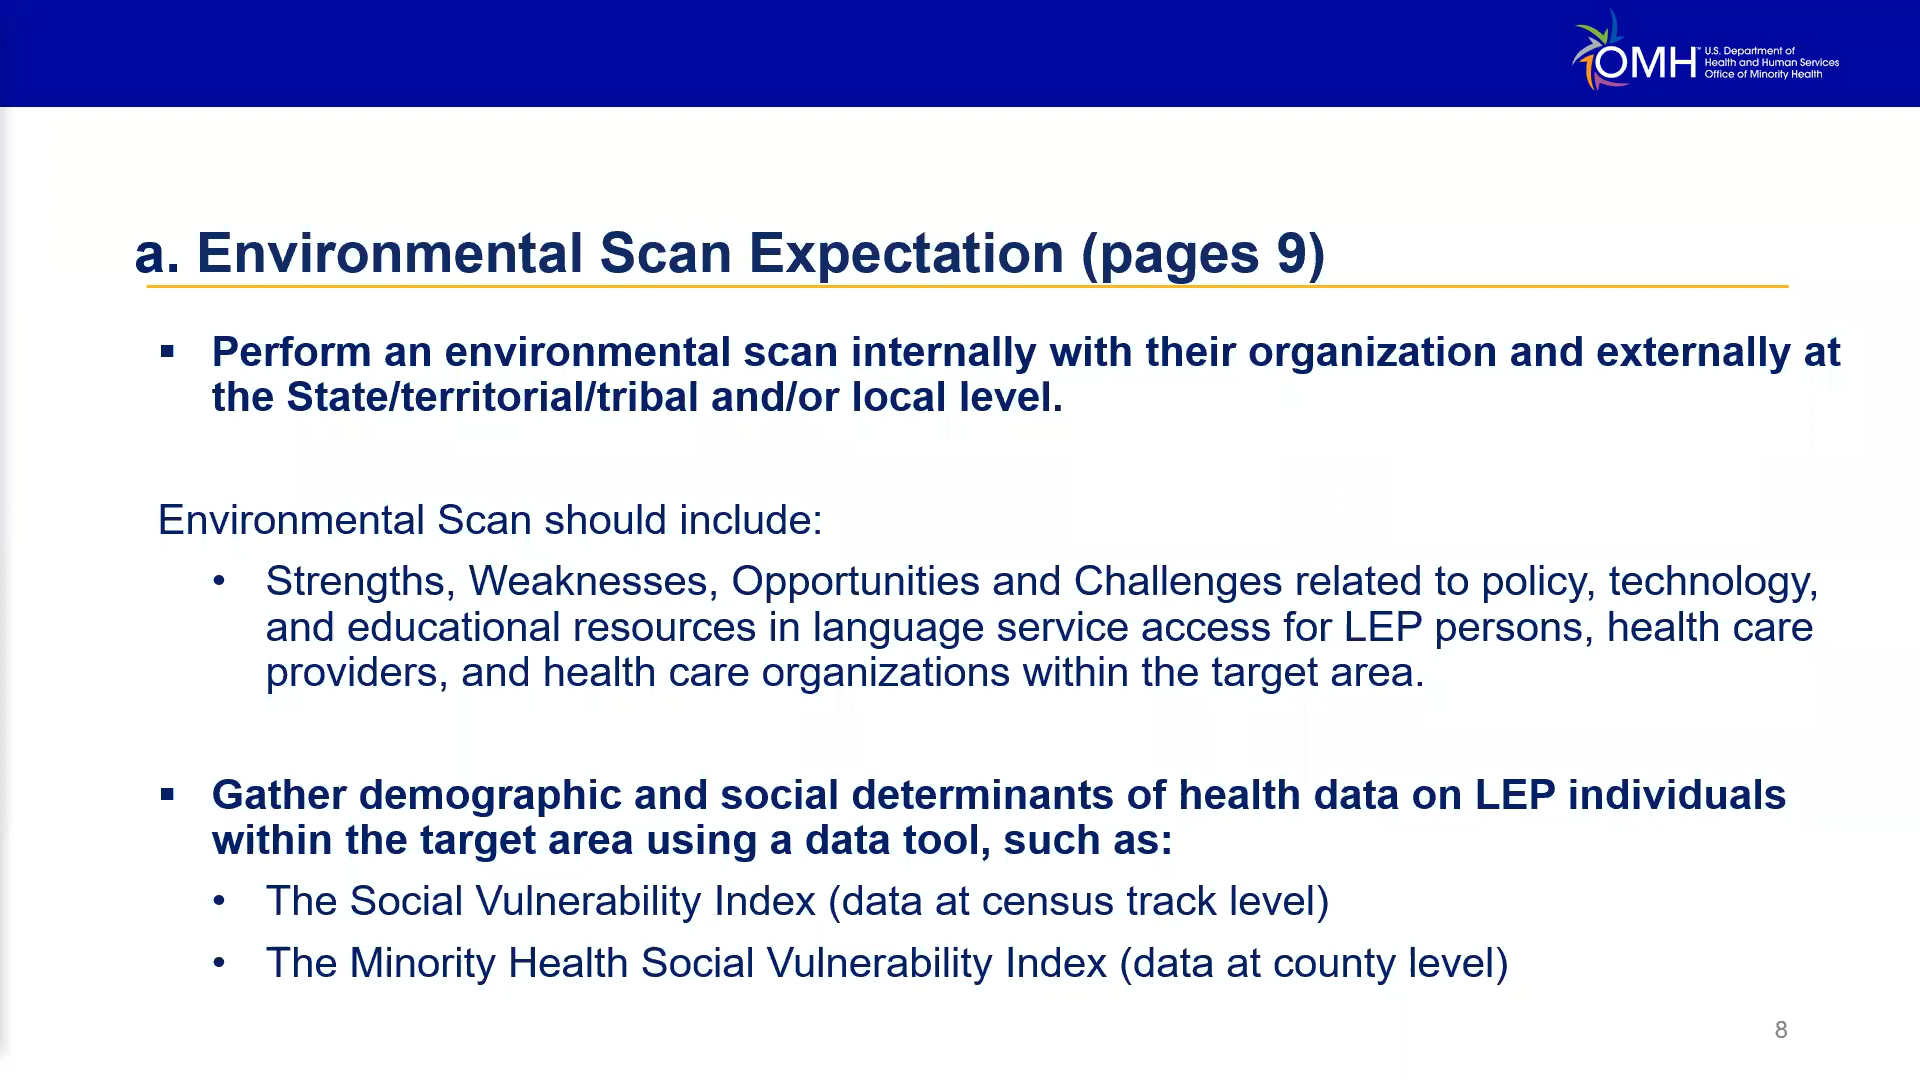 OMH™ U.S. Department of
Health and Human Services
Office of Minority Health
a. Environmental Scan Expectation (pages 9)
▪ Perform an environmental scan internally with their organization and externally at
the State/territorial/tribal and/or local level.
Environmental Scan should include:
• Strengths, Weaknesses, Opportunities and Challenges related to policy, technology,
and educational resources in language service access for LEP persons, health care
providers, and health care organizations within the target area.
▪ Gather demographic and social determinants of health data on LEP individuals
within the target area using a data tool, such as:
• The Social Vulnerability Index (data at census track level)
• The Minority Health Social Vulnerability Index (data at county level)
8